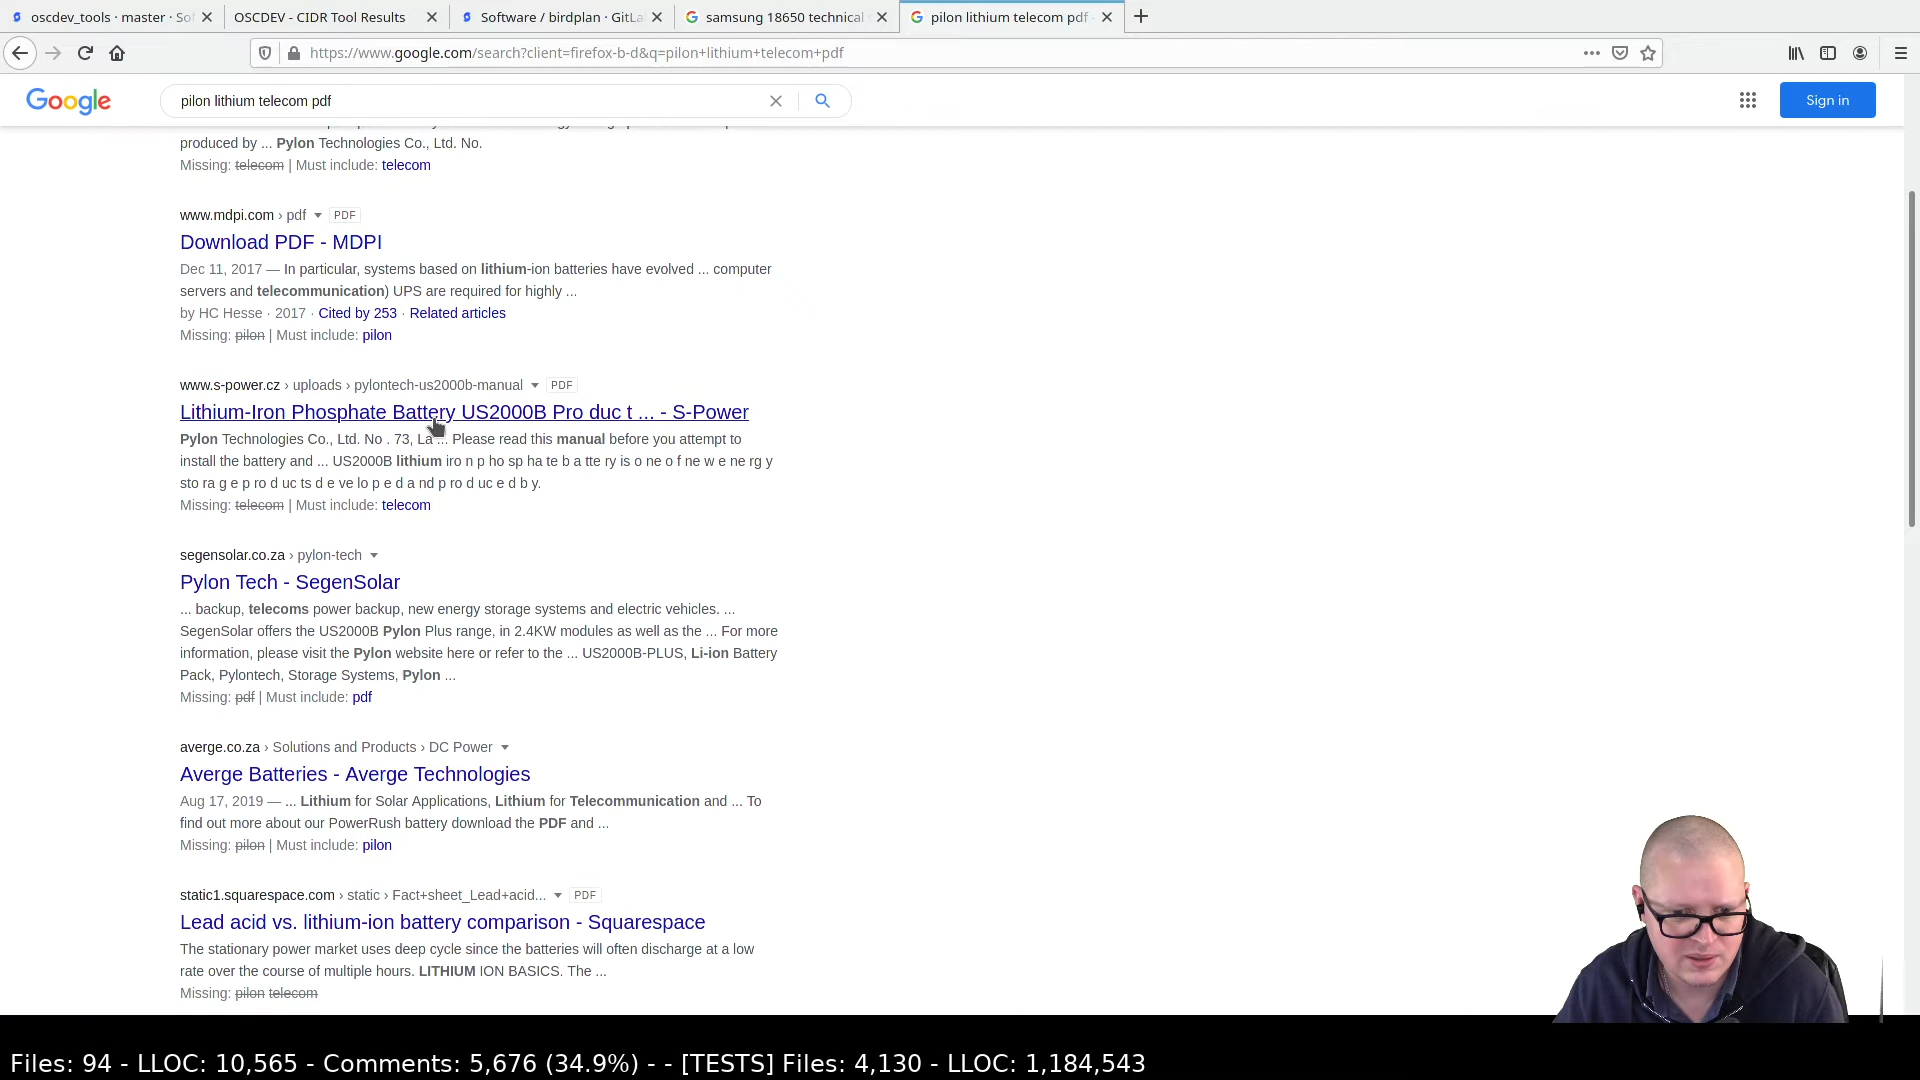 oscdev_tools · master · Sof
OSCDEV - CIDR Tool Results
Software / birdplan · GitLa
samsung 18650 technical
pilon lithium telecom pdf
https://www.google.com/search?client=firefox-b-d&q=pilon+lithium+telecom+pdf
Google
pilon lithium telecom pdf
Sign in
produced by ... Pylon Technologies Co., Ltd. No.
Missing: telecom | Must include: telecom
www.mdpi.com › pdf PDF
Download PDF - MDPI
Dec 11, 2017 — In particular, systems based on lithium-ion batteries have evolved ... computer
servers and telecommunication) UPS are required for highly ...
by HC Hesse · 2017 · Cited by 253 · Related articles
Missing: pilon | Must include: pilon
www.s-power.cz › uploads › pylontech-us2000b-manual PDF
Lithium-Iron Phosphate Battery US2000B Pro duc t ... - S-Power
Pylon Technologies Co., Ltd. No . 73, La ... Please read this manual before you attempt to
install the battery and ... US2000B lithium iro n p ho sp ha te b a tte ry is o ne o f ne w e ne rg y
sto ra g e p ro d uc ts d e ve lo p e d a nd p ro d uc e d b y.
Missing: telecom | Must include: telecom
segensolar.co.za › pylon-tech
Pylon Tech - SegenSolar
... backup, telecoms power backup, new energy storage systems and electric vehicles. ...
SegenSolar offers the US2000B Pylon Plus range, in 2.4KW modules as well as the ... For more
information, please visit the Pylon website here or refer to the ... US2000B-PLUS, Li-ion Battery
Pack, Pylontech, Storage Systems, Pylon ...
Missing: pdf | Must include: pdf
averge.co.za › Solutions and Products › DC Power
Averge Batteries - Averge Technologies
Aug 17, 2019 — ... Lithium for Solar Applications, Lithium for Telecommunication and ... To
find out more about our PowerRush battery download the PDF and ...
Missing: pilon | Must include: pilon
static1.squarespace.com › static › Fact+sheet_Lead+acid... PDF
Lead acid vs. lithium-ion battery comparison - Squarespace
The stationary power market uses deep cycle since the batteries will often discharge at a low
rate over the course of multiple hours. LITHIUM ION BASICS. The ...
Missing: pilon telecom
Files: 94 - LLOC: 10,565 - Comments: 5,676 (34.9%) - - [TESTS] Files: 4,130 - LLOC: 1,184,543